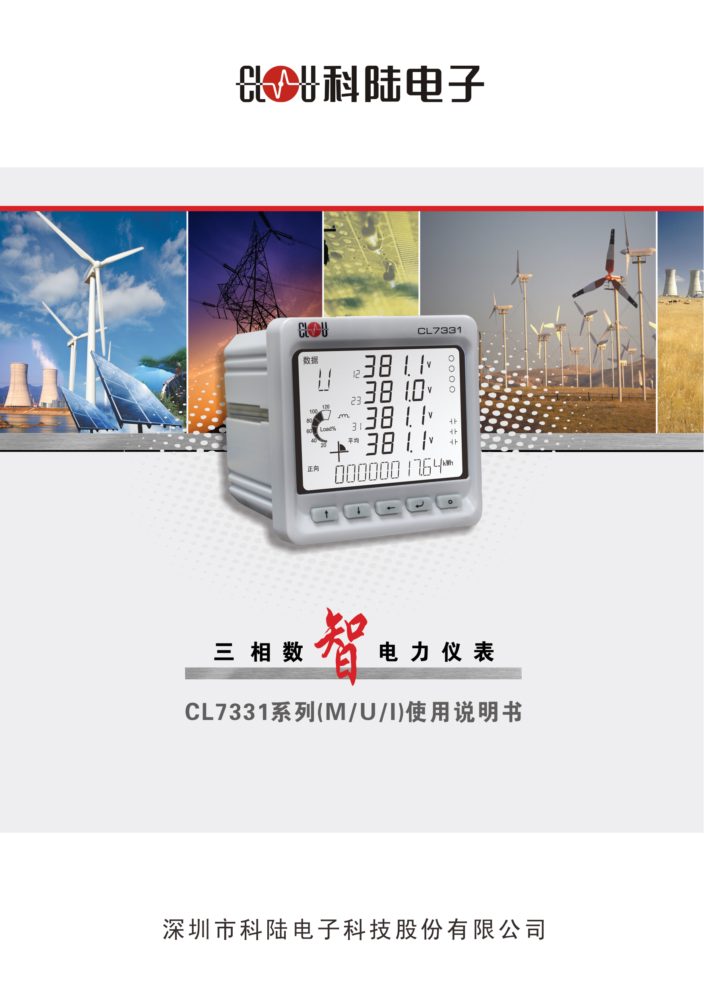 CLOU科陆电子
CLOU
CL7331
数据
U
12 381.1 V
23 381.0 V
31 381.1 V
平均 381.1 V
120
100
80
60
40
20
Load%
正向 00000017.64 kWh
三相数智电力仪表
CL7331系列(M/U/I)使用说明书
深圳市科陆电子科技股份有限公司